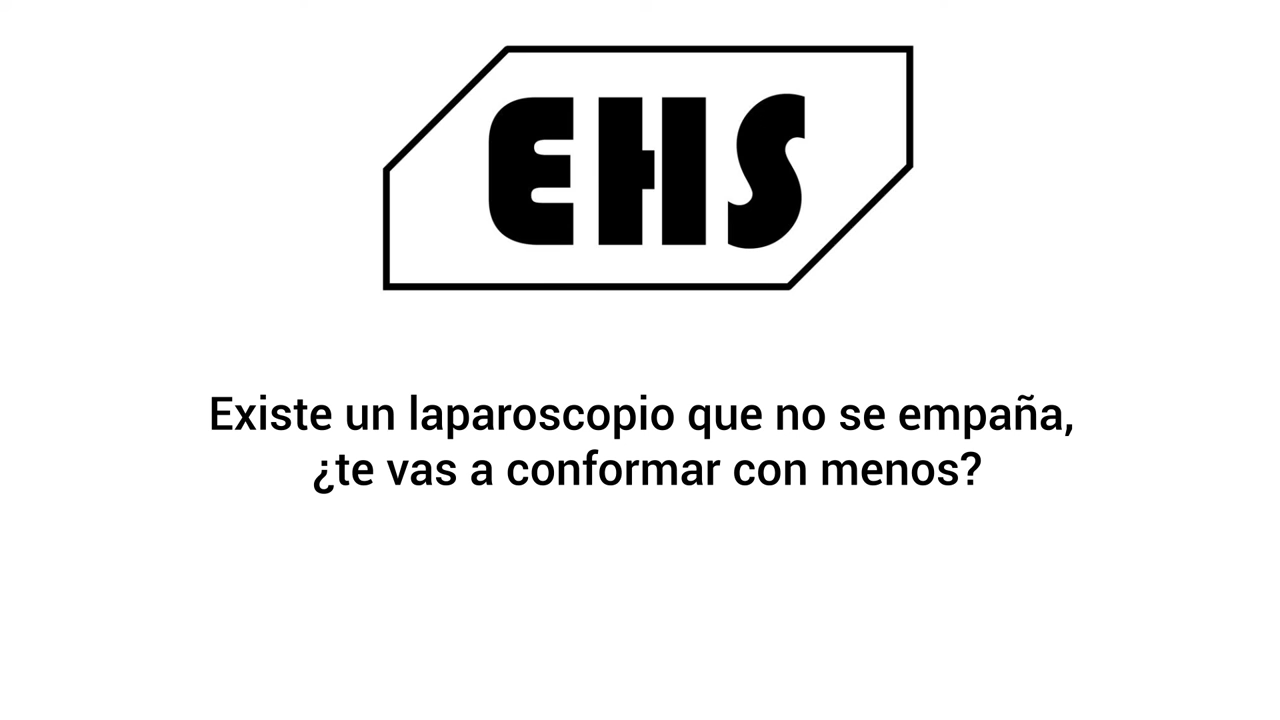 EHS
Existe un laparoscopio que no se empaña,
¿te vas a conformar con menos?